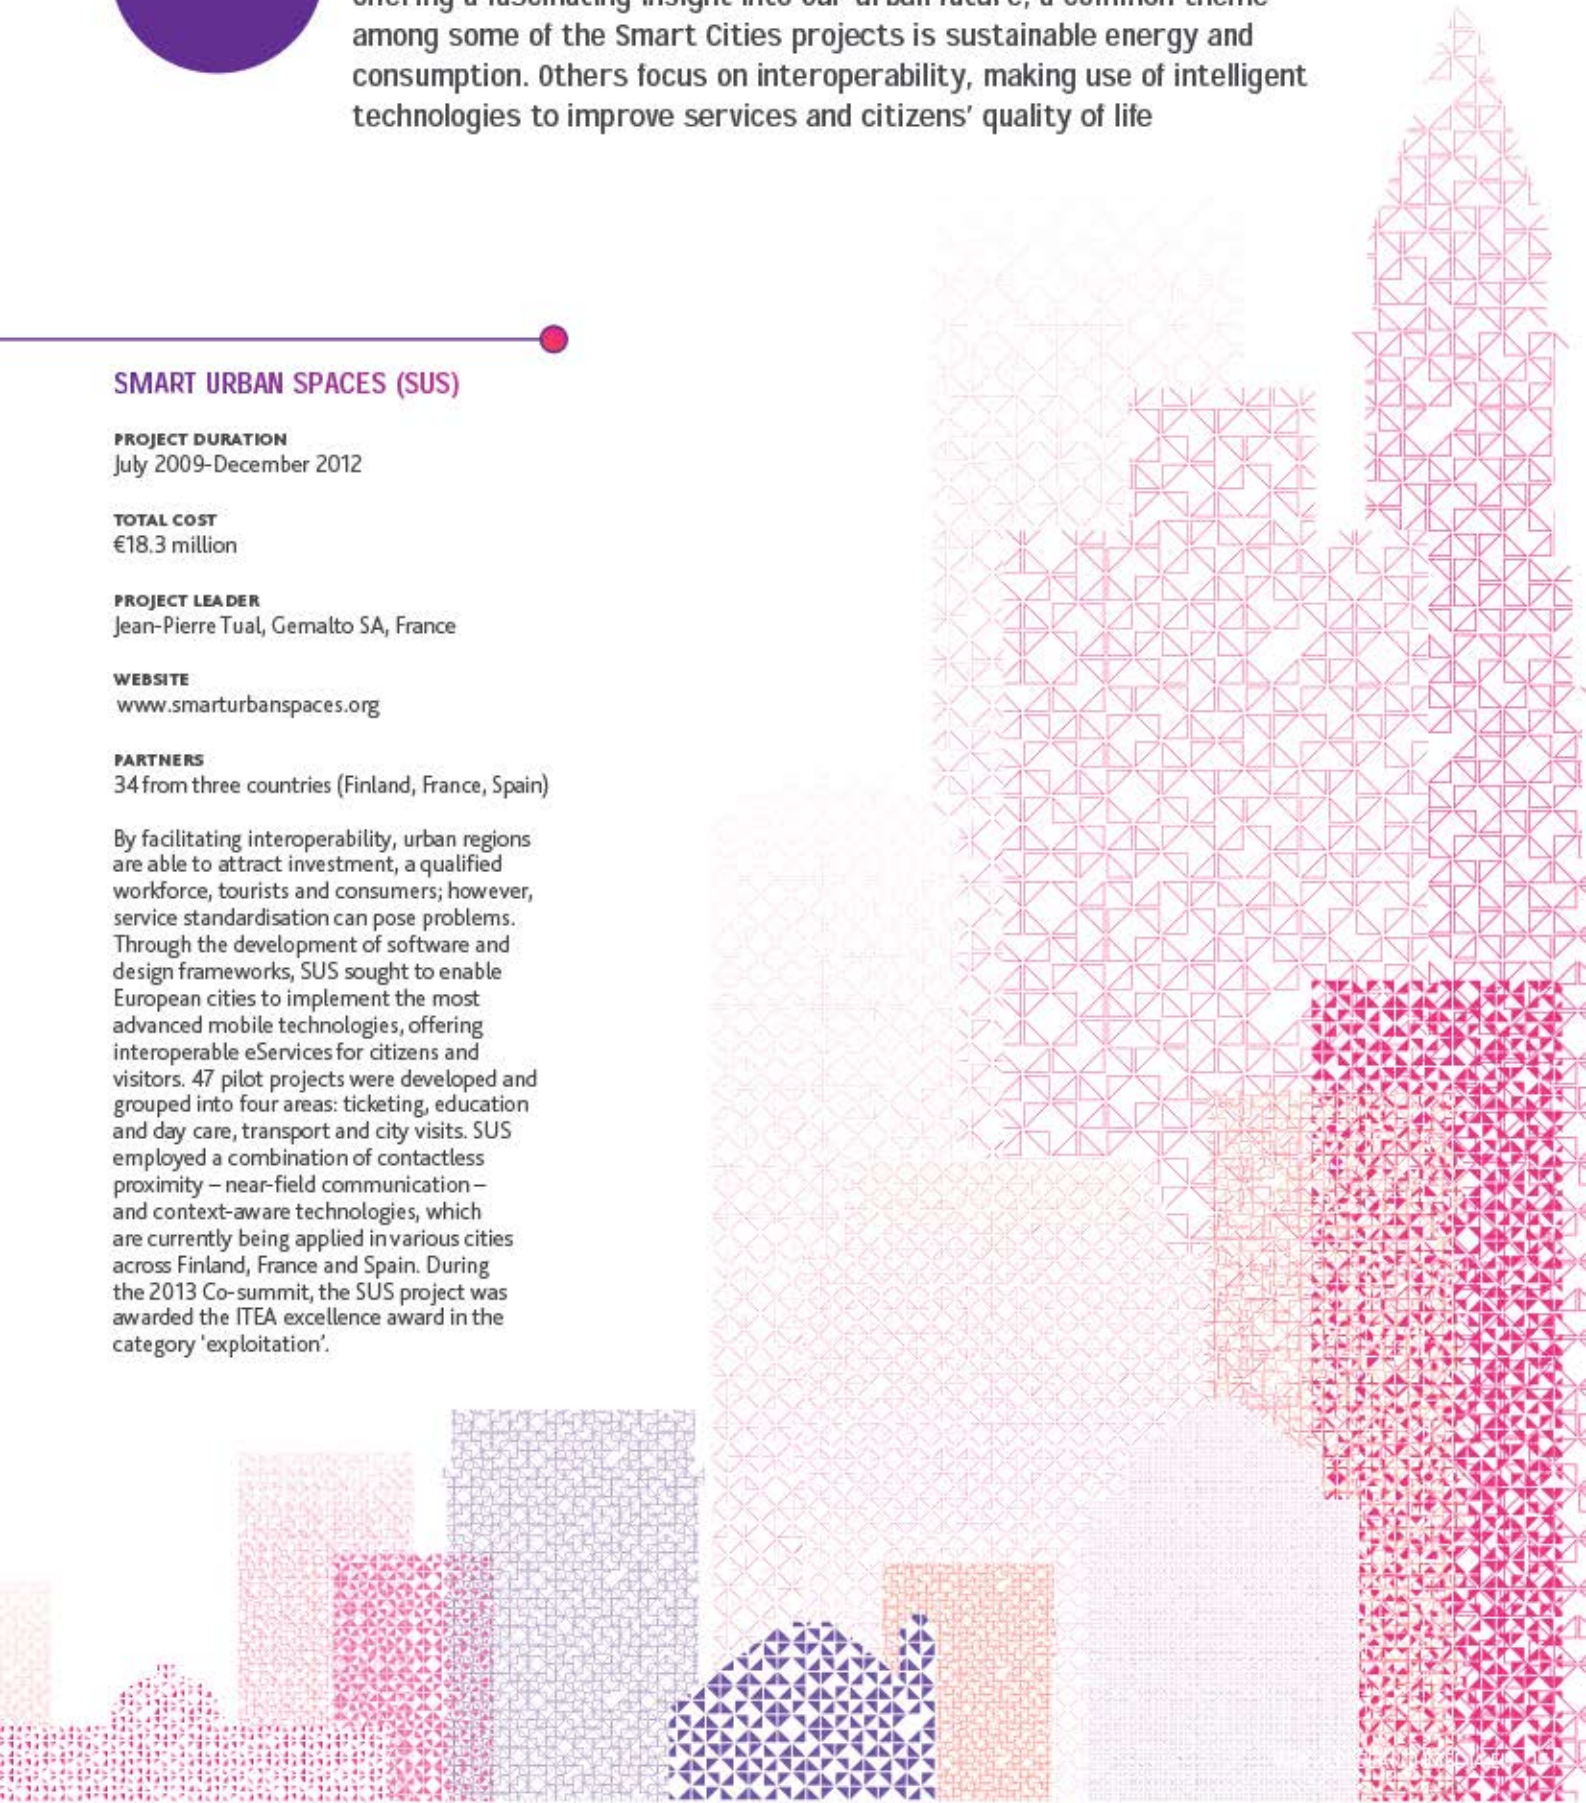 offering a fascinating insight into our urban future, a common theme
among some of the Smart Cities projects is sustainable energy and
consumption. Others focus on interoperability, making use of intelligent
technologies to improve services and citizens' quality of life
SMART URBAN SPACES (SUS)
PROJECT DURATION
July 2009-December 2012
TOTAL COST
€18.3 million
PROJECT LEADER
Jean-Pierre Tual, Gemalto SA, France
WEBSITE
www.smarturbanspaces.org
PARTNERS
34 from three countries (Finland, France, Spain)
By facilitating interoperability, urban regions
are able to attract investment, a qualified
workforce, tourists and consumers; however,
service standardisation can pose problems.
Through the development of software and
design frameworks, SUS sought to enable
European cities to implement the most
advanced mobile technologies, offering
interoperable eServices for citizens and
visitors. 47 pilot projects were developed and
grouped into four areas: ticketing, education
and day care, transport and city visits. SUS
employed a combination of contactless
proximity – near-field communication –
and context-aware technologies, which
are currently being applied in various cities
across Finland, France and Spain. During
the 2013 Co-summit, the SUS project was
awarded the ITEA excellence award in the
category 'exploitation'.